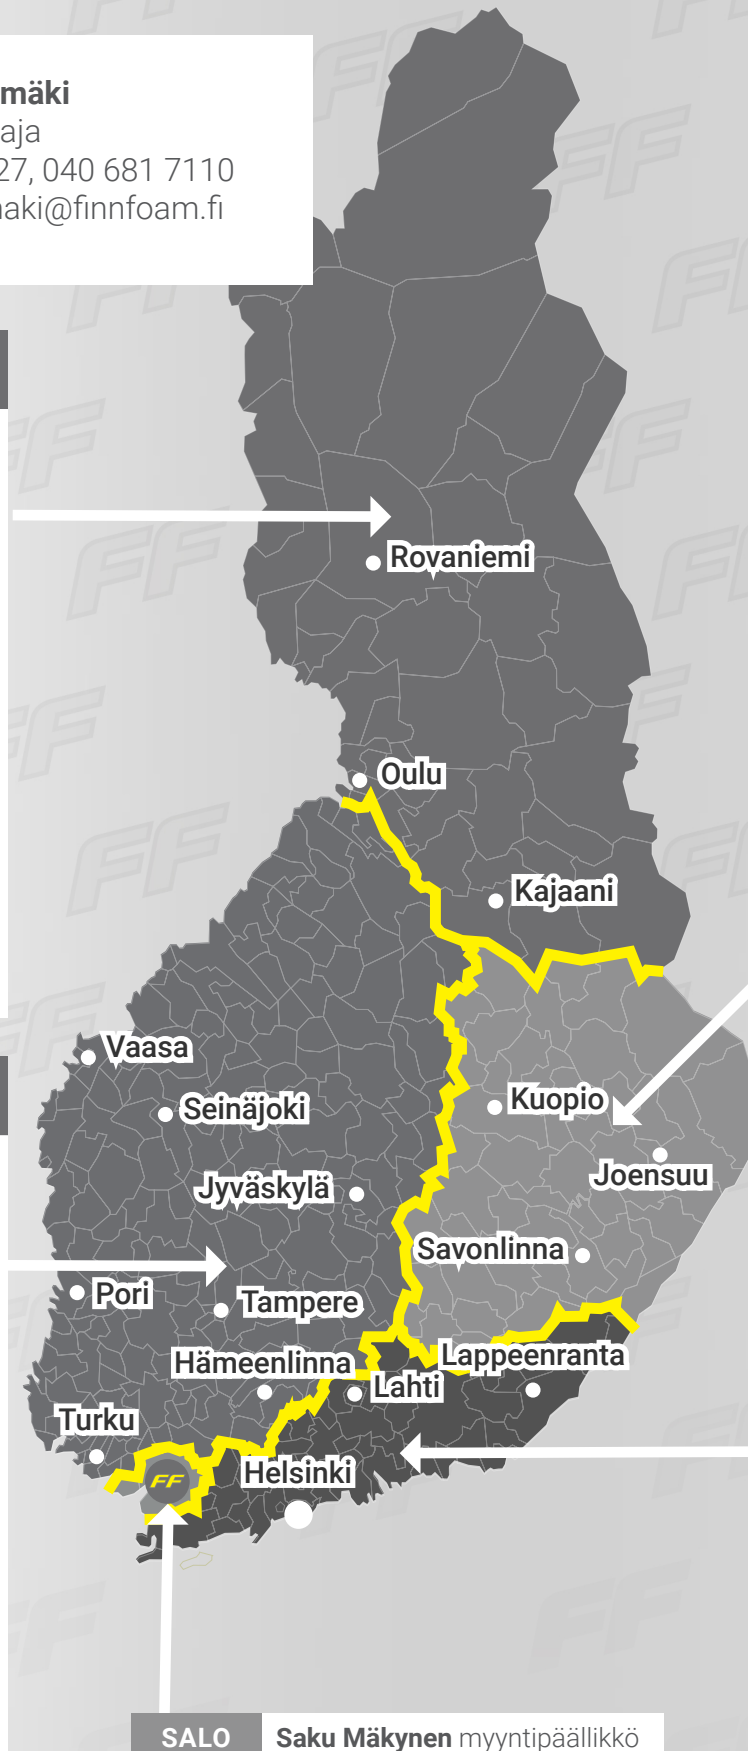 mäki
aja
27, 040 681 7110
naki@finnfoam.fi
Rovaniemi
Oulu
Kajaani
Vaasa
Seinäjoki
Kuopio
Joensuu
Jyväskylä
Savonlinna
Pori
Tampere
Hämeenlinna
Lappeenranta
Lahti
Turku
Helsinki
FF
SALO Saku Mäkynen myyntipäällikkö